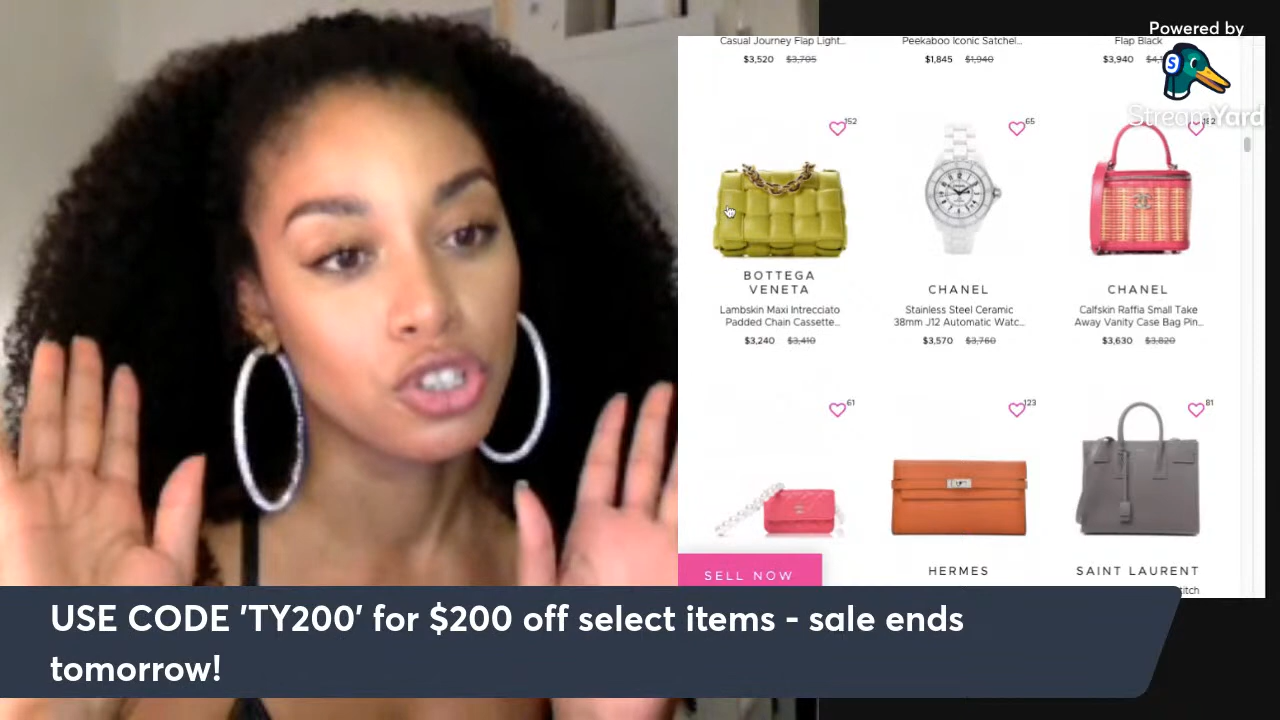 Powered by
StreamYard
Casual Journey Flap Light...
$3,520 $3,705
Peekaboo Iconic Satchel...
$1,845 $1,940
Flap Black
$3,940
152
BOTTEGA
VENETA
Lambskin Maxi Intrecciato
Padded Chain Cassette...
$3,240 $3,410
65
CHANEL
Stainless Steel Ceramic
38mm J12 Automatic Watc...
$3,570 $3,760
CHANEL
Calfskin Raffia Small Take
Away Vanity Case Bag Pin...
$3,630 $3,820
61
123
HERMES
81
SAINT LAURENT
SELL NOW
USE CODE 'TY200' for $200 off select items - sale ends
tomorrow!